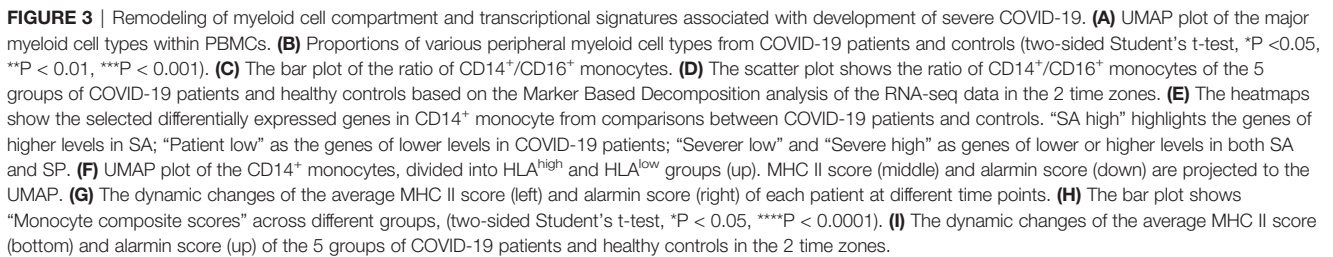 FIGURE 3 | Remodeling of myeloid cell compartment and transcriptional signatures associated with development of severe COVID-19. (A) UMAP plot of the major
myeloid cell types within PBMCs. (B) Proportions of various peripheral myeloid cell types from COVID-19 patients and controls (two-sided Student's t-test, *P <0.05,
**P < 0.01, ***P < 0.001). (C) The bar plot of the ratio of CD14⁺/CD16⁺ monocytes. (D) The scatter plot shows the ratio of CD14⁺/CD16⁺ monocytes of the 5
groups of COVID-19 patients and healthy controls based on the Marker Based Decomposition analysis of the RNA-seq data in the 2 time zones. (E) The heatmaps
show the selected differentially expressed genes in CD14⁺ monocyte from comparisons between COVID-19 patients and controls. “SA high” highlights the genes of
higher levels in SA; “Patient low” as the genes of lower levels in COVID-19 patients; “Severer low” and “Severe high” as genes of lower or higher levels in both SA
and SP. (F) UMAP plot of the CD14⁺ monocytes, divided into HLAʰⁱᵍʰ and HLAˡᵒʷ groups (up). MHC II score (middle) and alarmin score (down) are projected to the
UMAP. (G) The dynamic changes of the average MHC II score (left) and alarmin score (right) of each patient at different time points. (H) The bar plot shows
“Monocyte composite scores” across different groups, (two-sided Student's t-test, *P < 0.05, ****P < 0.0001). (I) The dynamic changes of the average MHC II score
(bottom) and alarmin score (up) of the 5 groups of COVID-19 patients and healthy controls in the 2 time zones.